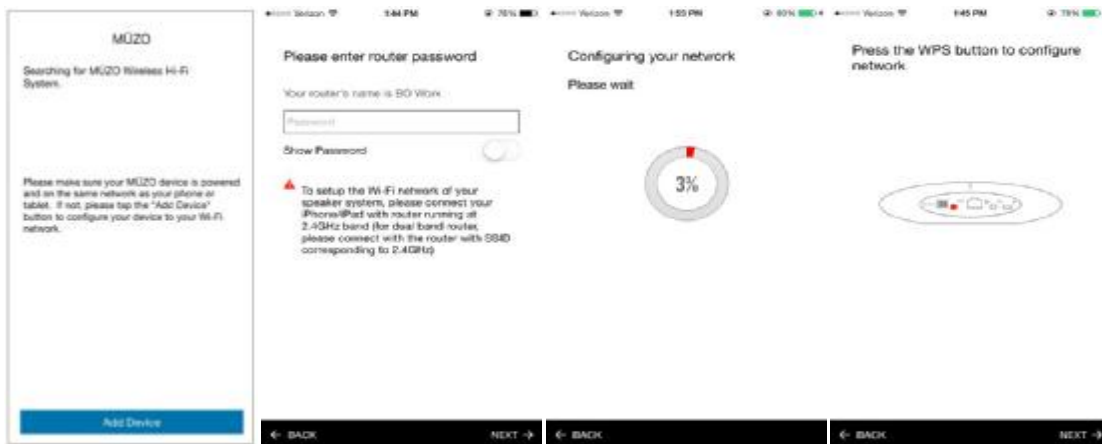 MÜZO
Searching for MÜZO Wireless Hi-Fi
System.
Please make sure your MÜZO device is powered
and on the same network as your phone or
tablet. If not, please tap the "Add Device"
button to configure your device to your Wi-Fi
network.
Add Device
Verizon 1:44 PM 76%
Please enter router password
Your router's name is BO Work
Password
Show Password
To setup the Wi-Fi network of your
speaker system, please connect your
iPhone/iPad with router running at
2.4GHz band (for deal band router,
please connect with the router with SSID
corresponding to 2.4GHz)
← BACK NEXT →
Verizon 1:55 PM 80%
Configuring your network
Please wait
3%
← BACK
Verizon 1:45 PM 79%
Press the WPS button to configure
network
← BACK NEXT →